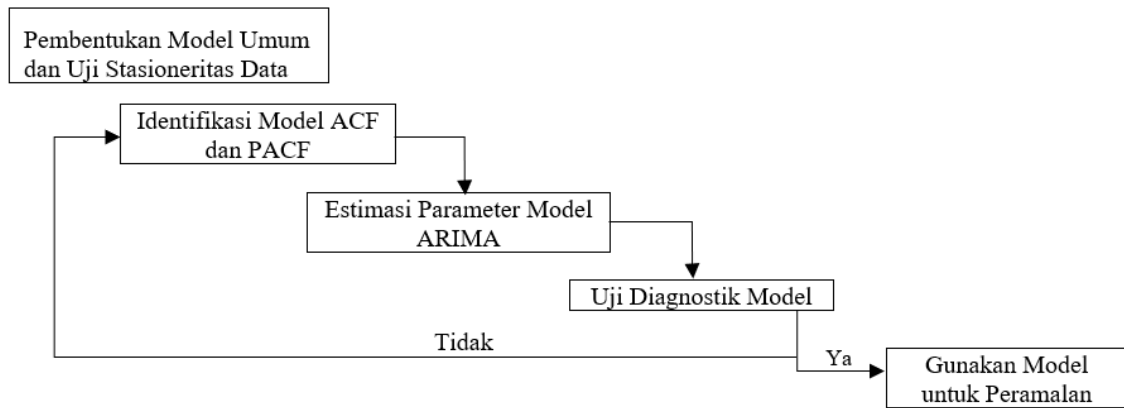 Pembentukan Model Umum
dan Uji Stasioneritas Data
Identifikasi Model ACF
dan PACF
Estimasi Parameter Model
ARIMA
Uji Diagnostik Model
Tidak
Ya
Gunakan Model
untuk Peramalan